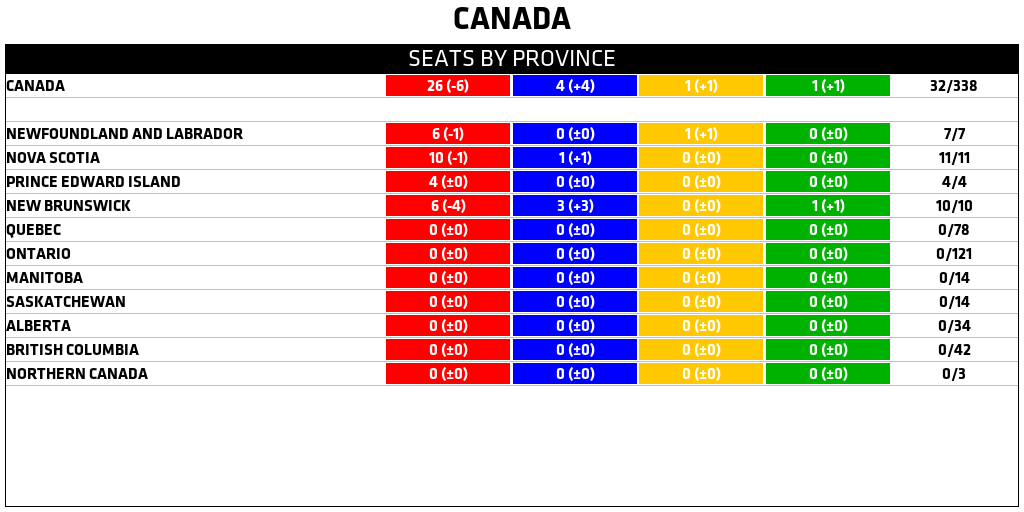 CANADA
SEATS BY PROVINCE
CANADA 26 (-6) 4 (+4) 1 (+1) 1 (+1) 32/338
NEWFOUNDLAND AND LABRADOR 6 (-1) 0 (±0) 1 (+1) 0 (±0) 7/7
NOVA SCOTIA 10 (-1) 1 (+1) 0 (±0) 0 (±0) 11/11
PRINCE EDWARD ISLAND 4 (±0) 0 (±0) 0 (±0) 0 (±0) 4/4
NEW BRUNSWICK 6 (-4) 3 (+3) 0 (±0) 1 (+1) 10/10
QUEBEC 0 (±0) 0 (±0) 0 (±0) 0 (±0) 0/78
ONTARIO 0 (±0) 0 (±0) 0 (±0) 0 (±0) 0/121
MANITOBA 0 (±0) 0 (±0) 0 (±0) 0 (±0) 0/14
SASKATCHEWAN 0 (±0) 0 (±0) 0 (±0) 0 (±0) 0/14
ALBERTA 0 (±0) 0 (±0) 0 (±0) 0 (±0) 0/34
BRITISH COLUMBIA 0 (±0) 0 (±0) 0 (±0) 0 (±0) 0/42
NORTHERN CANADA 0 (±0) 0 (±0) 0 (±0) 0 (±0) 0/3